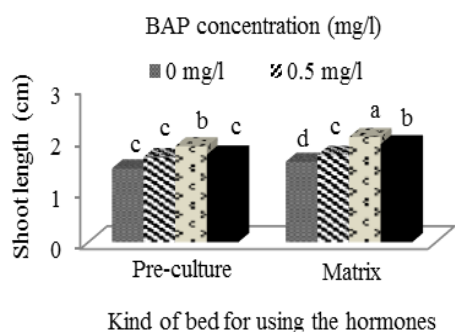 BAP concentration (mg/l)
0 mg/l 0.5 mg/l
Shoot length (cm)
3
2
1
0
c c b c
d c a b
Pre-culture Matrix
Kind of bed for using the hormones